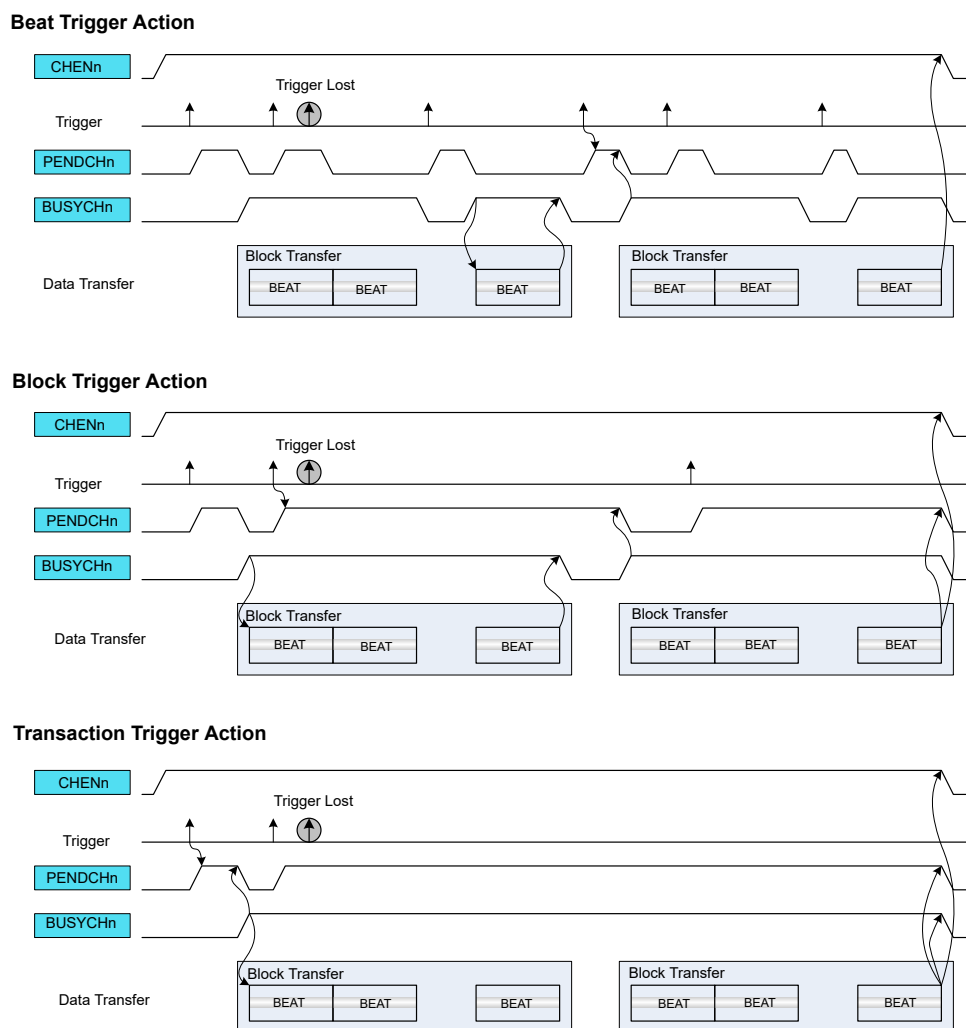 Beat Trigger Action
CHENn
Trigger Lost
Trigger
PENDCHn
BUSYCHn
Block Transfer Block Transfer
Data Transfer BEAT BEAT BEAT BEAT BEAT BEAT
Block Trigger Action
CHENn
Trigger Lost
Trigger
PENDCHn
BUSYCHn
Block Transfer Block Transfer
Data Transfer BEAT BEAT BEAT BEAT BEAT BEAT
Transaction Trigger Action
CHENn
Trigger Lost
Trigger
PENDCHn
BUSYCHn
Block Transfer Block Transfer
Data Transfer BEAT BEAT BEAT BEAT BEAT BEAT